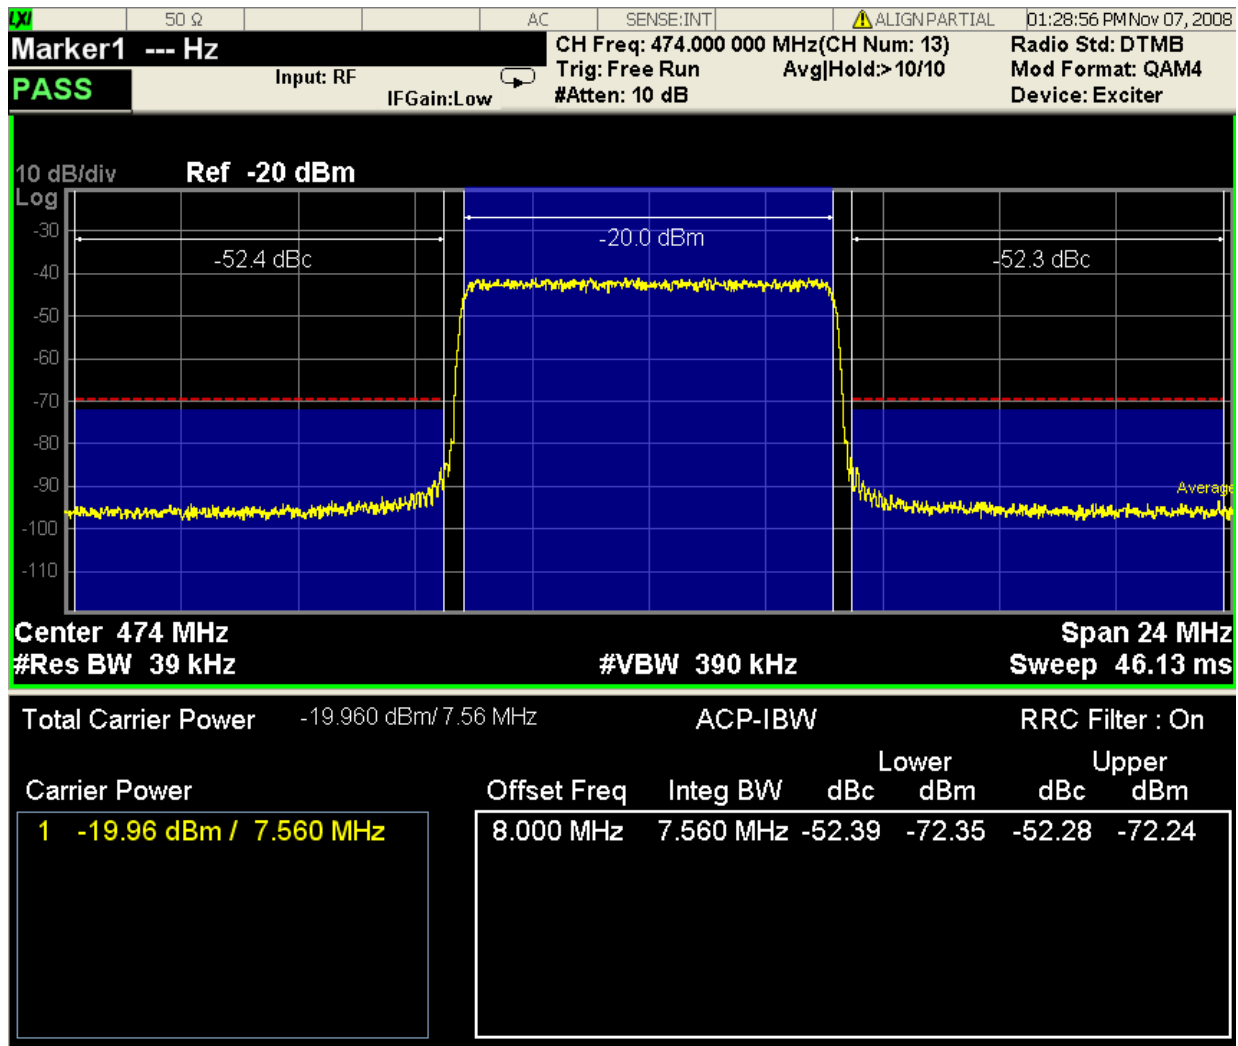 LXI 50 Ω AC SENSE:INT ALIGN PARTIAL 01:28:56 PM Nov 07, 2008
Marker1 --- Hz CH Freq: 474.000 000 MHz(CH Num: 13) Radio Std: DTMB
Input: RF Trig: Free Run Avg|Hold:>10/10 Mod Format: QAM4
PASS IFGain:Low #Atten: 10 dB Device: Exciter
10 dB/div Ref -20 dBm
Log
-30
-20.0 dBm
-52.4 dBc -52.3 dBc
-40
-50
-60
-70
-80
-90
Average
-100
-110
Center 474 MHz Span 24 MHz
#Res BW 39 kHz #VBW 390 kHz Sweep 46.13 ms
Total Carrier Power -19.960 dBm/ 7.56 MHz ACP-IBW RRC Filter : On
Lower Upper
Carrier Power Offset Freq Integ BW dBc dBm dBc dBm
1 -19.96 dBm / 7.560 MHz 8.000 MHz 7.560 MHz -52.39 -72.35 -52.28 -72.24